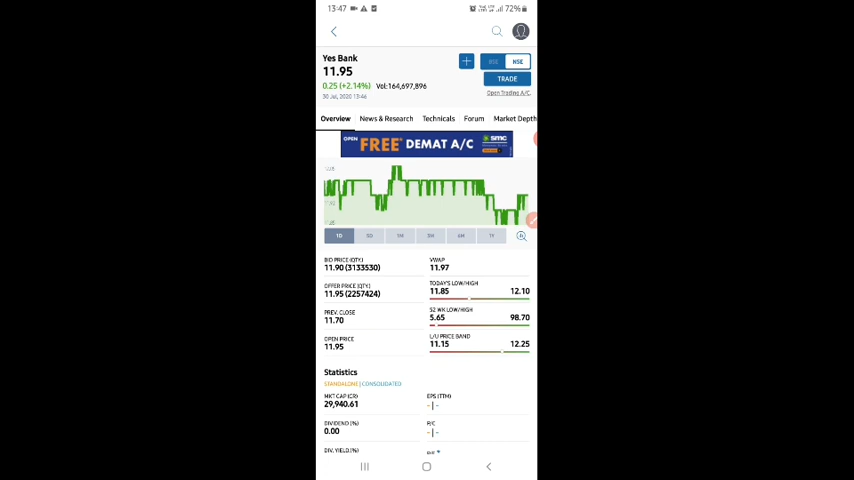 13:47 72%
Yes Bank
11.95
BSE NSE
0.25 (+2.14%) Vol:164,697,896
TRADE
30 Jul, 2020 13:46
Open Trading A/C.
Overview News & Research Technicals Forum Market Depth
OPEN FREE* DEMAT A/C SMC
11.85
1D 5D 1M 3M 6M 1Y
BID PRICE (QTY) VWAP
11.90 (3133530) 11.97
OFFER PRICE (QTY) TODAY'S LOW/HIGH
11.95 (2257424) 11.85 12.10
PREV. CLOSE 52 WK LOW/HIGH
11.70 5.65 98.70
OPEN PRICE L/U PRICE BAND
11.95 11.15 12.25
Statistics
STANDALONE | CONSOLIDATED
MKT CAP (CR) EPS (TTM)
29,940.61 - | -
DIVIDEND (%) P/C
0.00 - | -
DIV. YIELD.(%)